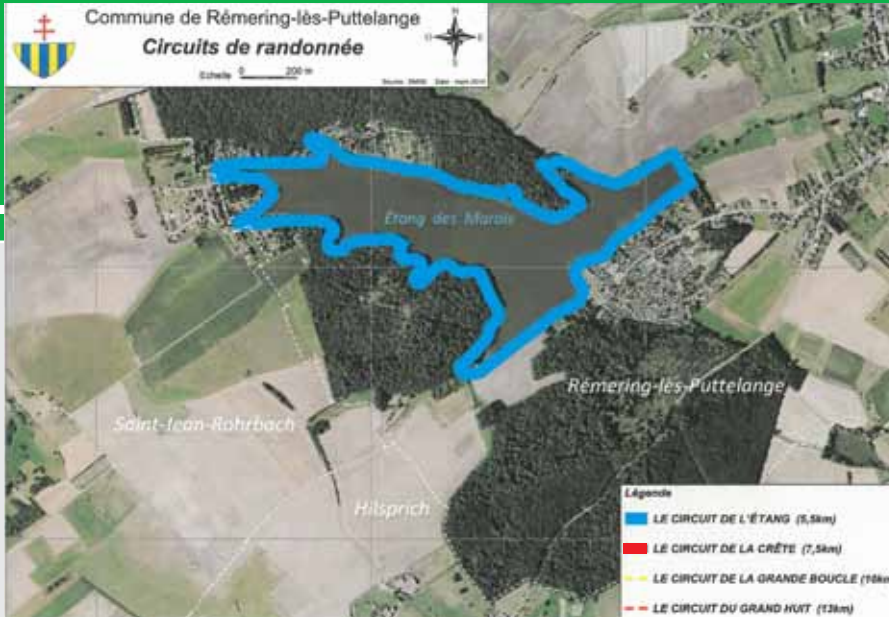 Commune de Rémering-lès-Puttelange
Circuits de randonnée
Echelle 0 200 m
N
O E
S
Étang des Marais
Rémering-lès-Puttelange
Saint-Jean-Rohrbach
Hilsprich
Légende
LE CIRCUIT DE L'ÉTANG (5,5km)
LE CIRCUIT DE LA CRÊTE (7,5km)
LE CIRCUIT DE LA GRANDE BOUCLE (10km
LE CIRCUIT DU GRAND HUIT (13km)